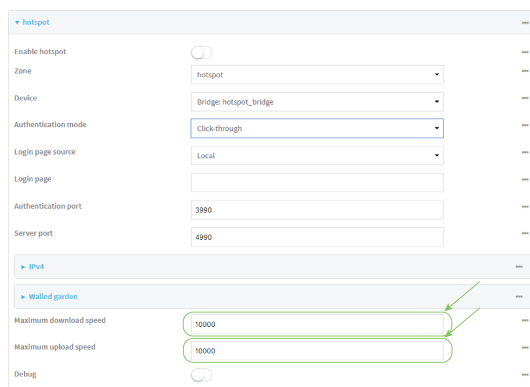 hotspot
Enable hotspot
Zone
hotspot
Device
Bridge: hotspot_bridge
Authentication mode
Click-through
Login page source
Local
Login page
Authentication port
3990
Server port
4990
IPv4
Walled garden
Maximum download speed
10000
Maximum upload speed
10000
Debug